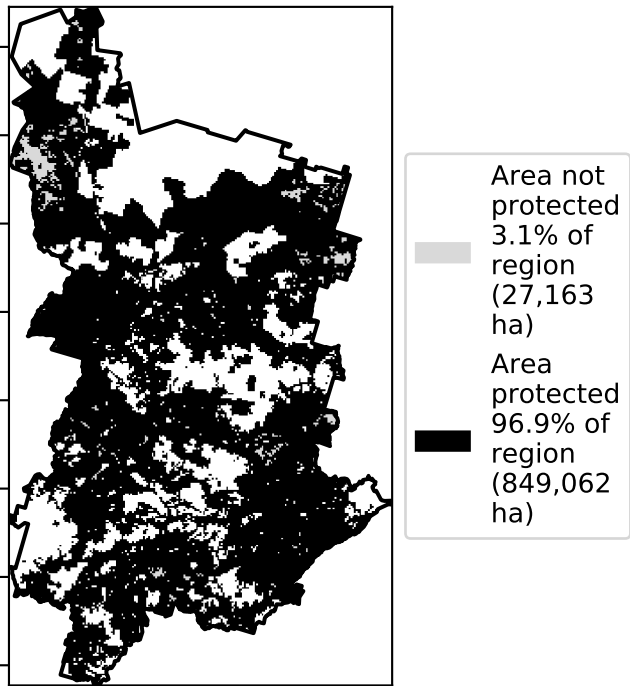 Area not
protected
3.1% of
region
(27,163
ha)
Area
protected
96.9% of
region
(849,062
ha)